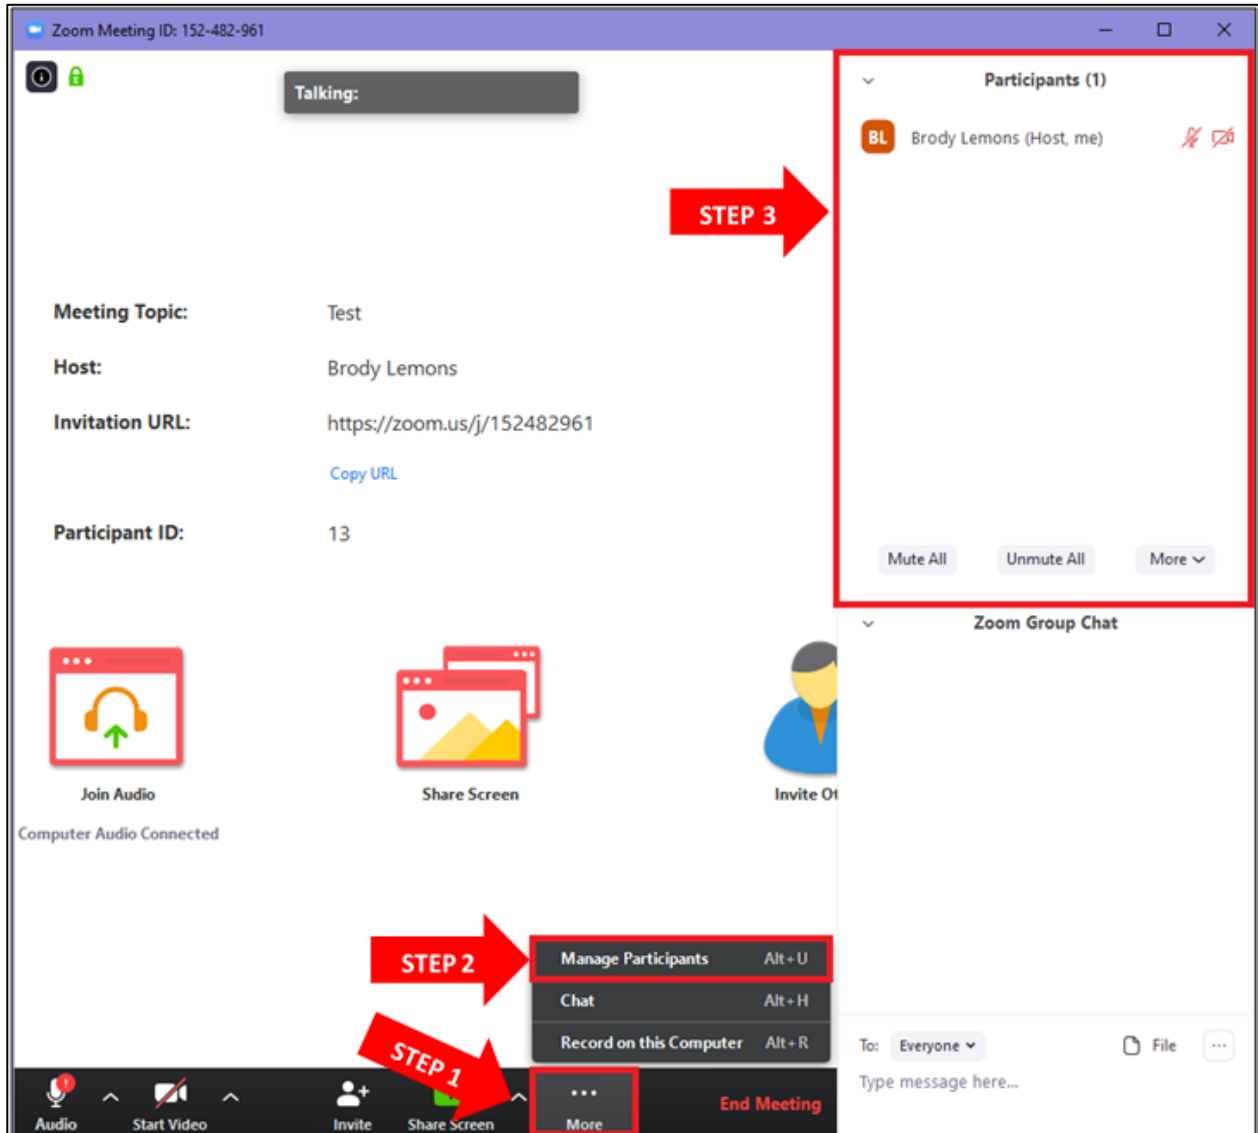 Zoom Meeting ID: 152-482-961
Talking:
Participants (1)
BL Brody Lemons (Host, me)
STEP 3
Meeting Topic: Test
Host: Brody Lemons
Invitation URL: https://zoom.us/j/152482961
Copy URL
Participant ID: 13
Mute All Unmute All More
Zoom Group Chat
Join Audio Share Screen Invite Ot
Computer Audio Connected
STEP 2
Manage Participants Alt+U
Chat Alt+H
Record on this Computer Alt+R
STEP 1
To: Everyone File
Type message here...
Audio Start Video Invite Share Screen More End Meeting